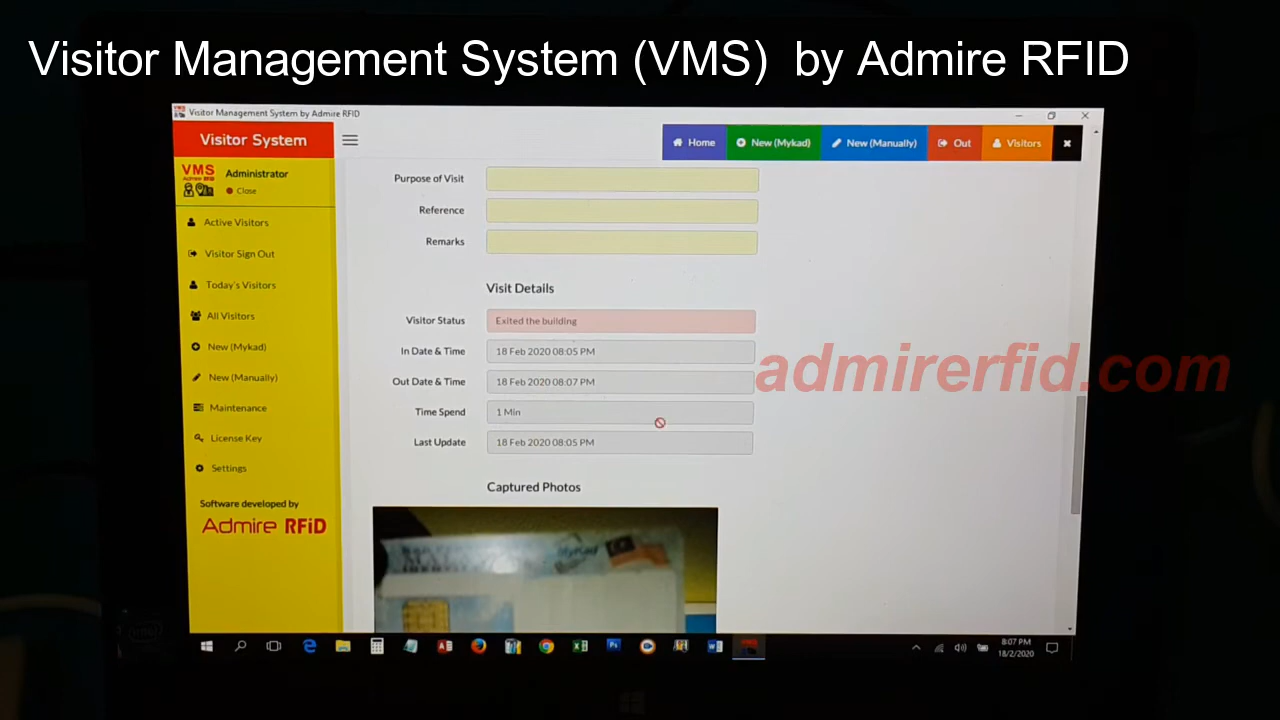 Visitor Management System (VMS)  by Admire RFID
Visitor Management System by Admire RFID
Visitor System
Home
New (Mykad)
New (Manually)
Out
Visitors
VMS
Admire RFID
Administrator
Close
Active Visitors
Visitor Sign Out
Today's Visitors
All Visitors
New (Mykad)
New (Manually)
Maintenance
License Key
Settings
Software developed by
Admire RFiD
Purpose of Visit
Reference
Remarks
Visit Details
Visitor Status Exited the building
In Date & Time 18 Feb 2020 08:05 PM
Out Date & Time 18 Feb 2020 08:07 PM
Time Spend 1 Min
Last Update 18 Feb 2020 08:05 PM
Captured Photos
MyKad
admirerfid.com
8:07 PM
18/2/2020